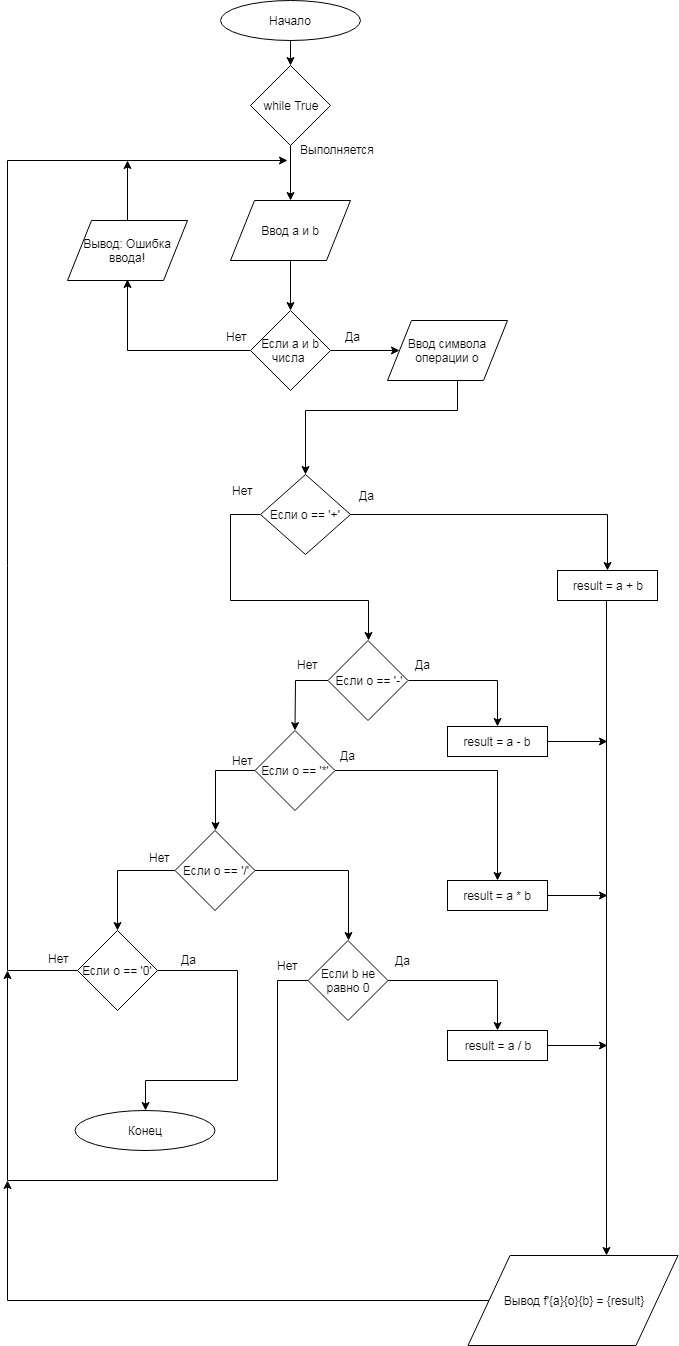 Начало
while True
Выполняется
Ввод a и b
Вывод: Ошибка
ввода!
Нет
Если a и b
числа
Да
Ввод символа
операции o
Нет
Если o == '+'
Да
result = a + b
Нет
Если o == '-'
Да
result = a - b
Нет
Если o == '*'
Да
Нет
Если o == '/'
result = a * b
Нет
Если o == '0'
Да
Нет
Если b не
равно 0
Да
result = a / b
Конец
Вывод f'{a}{o}{b} = {result}